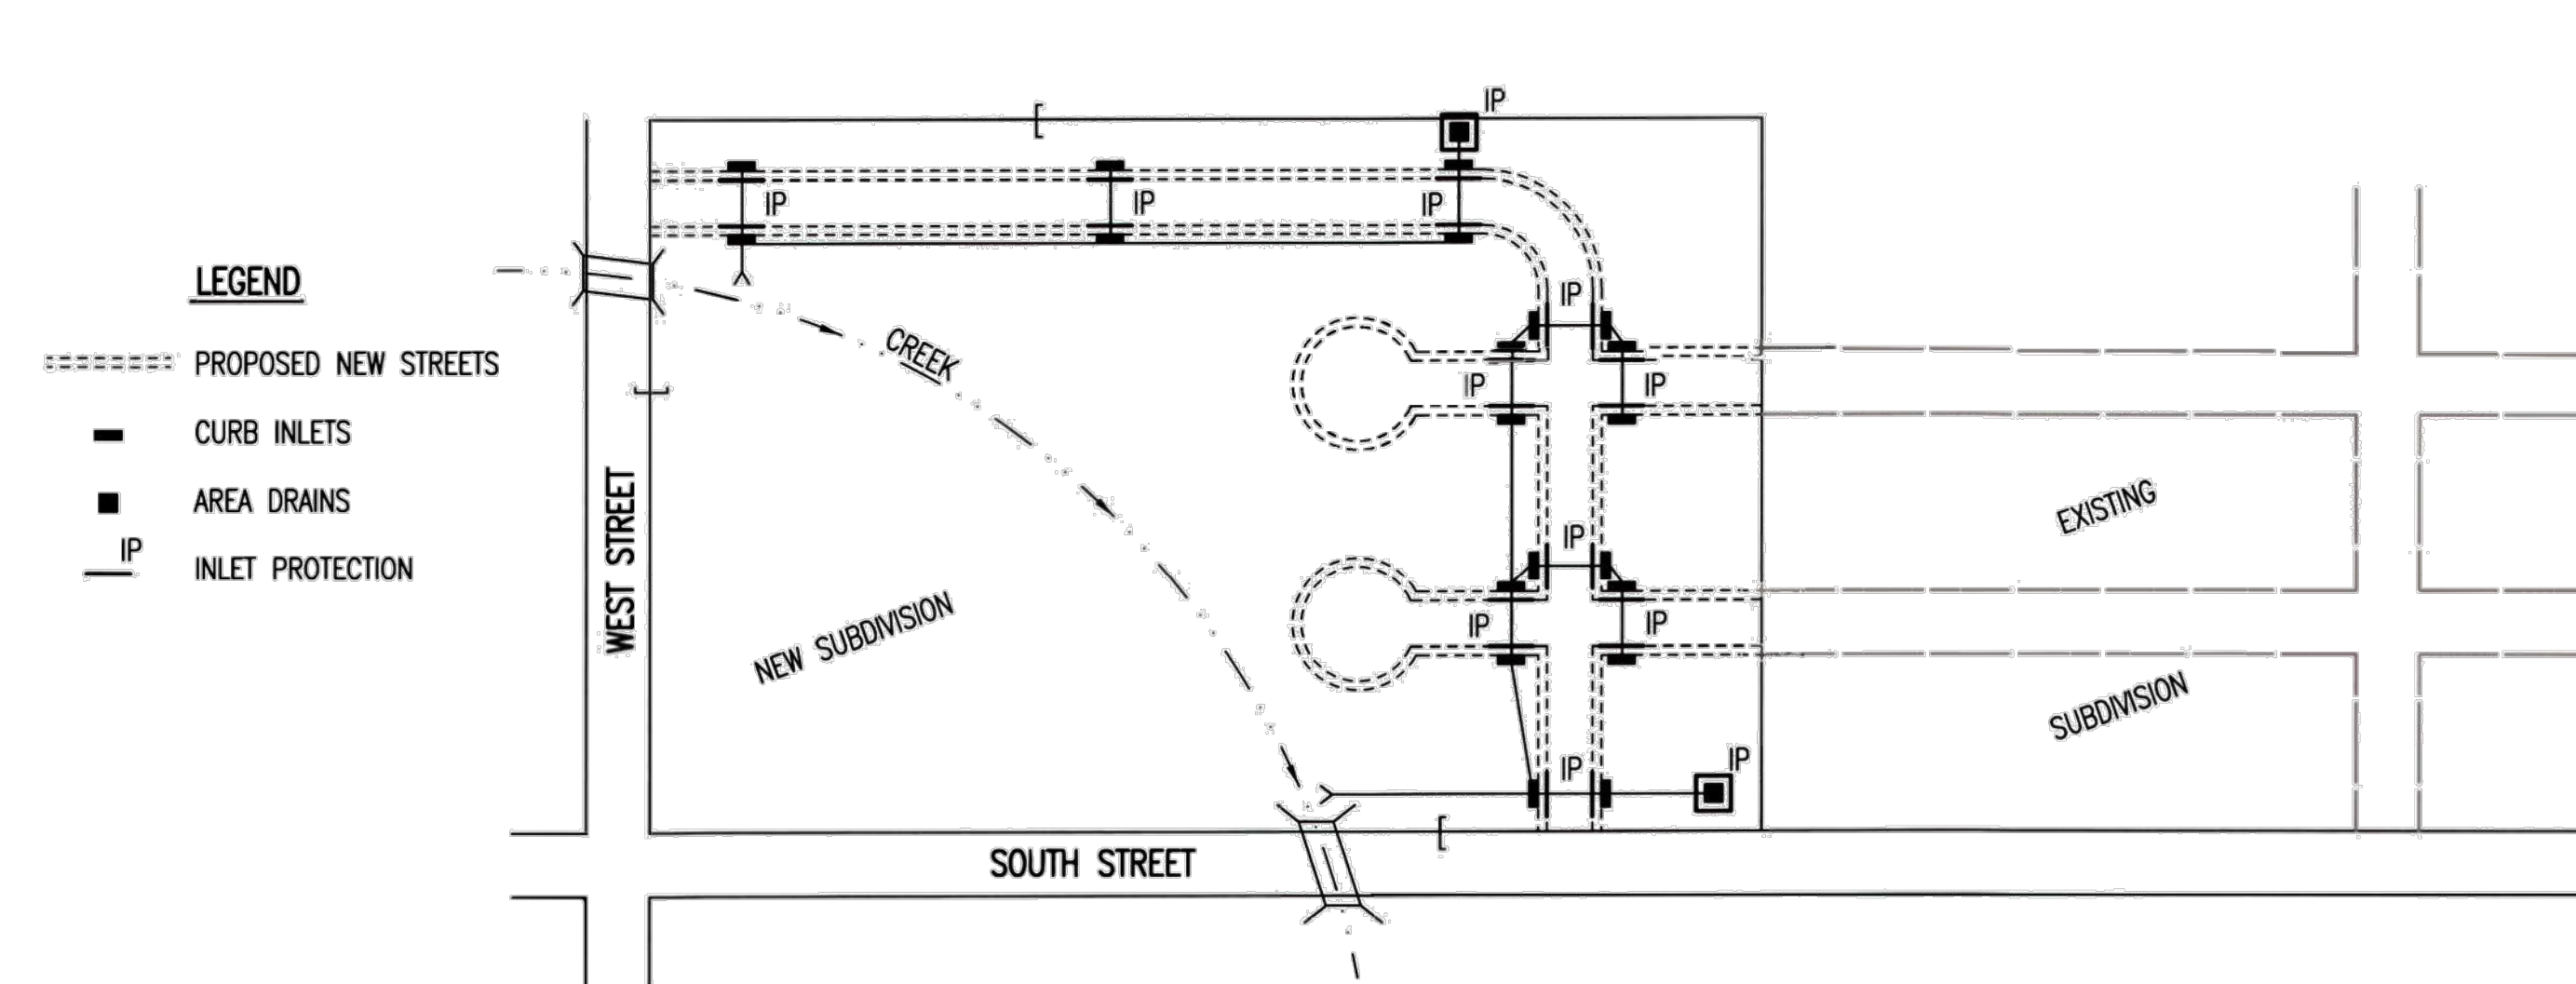 LEGEND
PROPOSED NEW STREETS
CURB INLETS
AREA DRAINS
IP
INLET PROTECTION
WEST STREET
SOUTH STREET
CREEK
NEW SUBDIVISION
EXISTING
SUBDIVISION
IP
IP
IP
IP
IP
IP
IP
IP
IP
IP
IP
IP